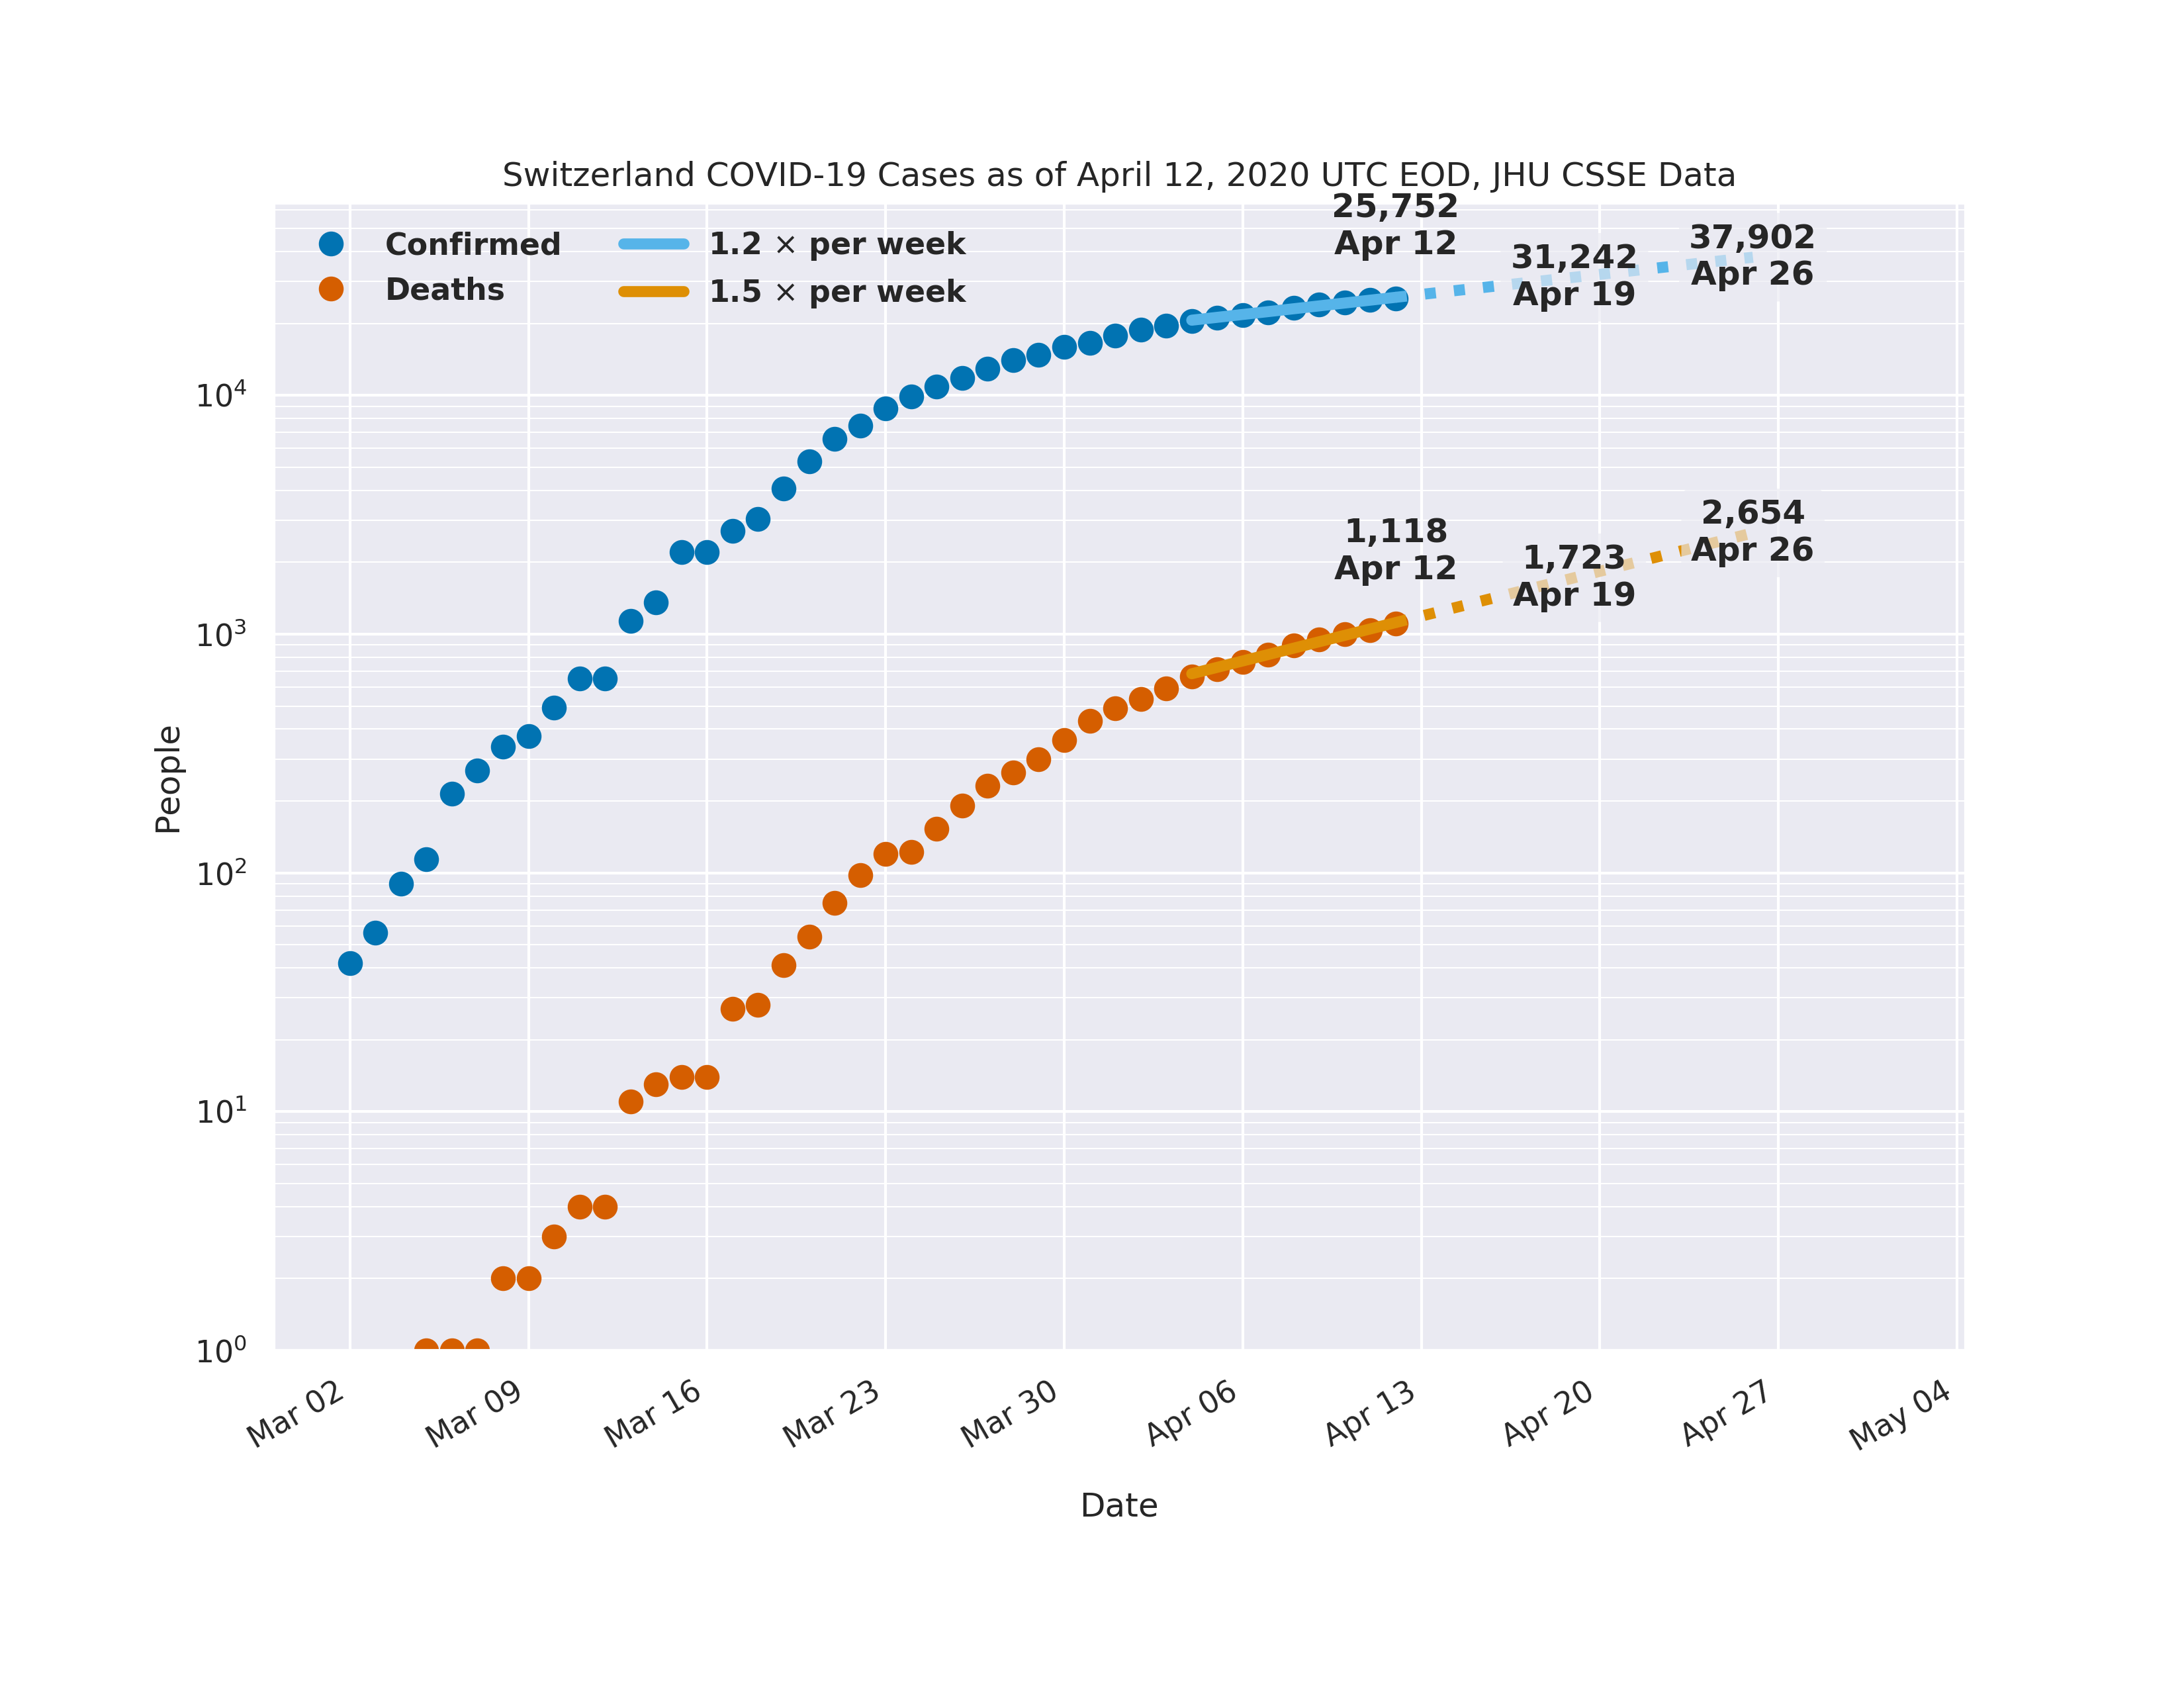 Switzerland COVID-19 Cases as of April 12, 2020 UTC EOD, JHU CSSE Data
Confirmed
Deaths
1.2 × per week
1.5 × per week
25,752
Apr 12
31,242
Apr 19
37,902
Apr 26
1,118
Apr 12
1,723
Apr 19
2,654
Apr 26
People
10⁴
10³
10²
10¹
10⁰
Mar 02
Mar 09
Mar 16
Mar 23
Mar 30
Apr 06
Apr 13
Apr 20
Apr 27
May 04
Date